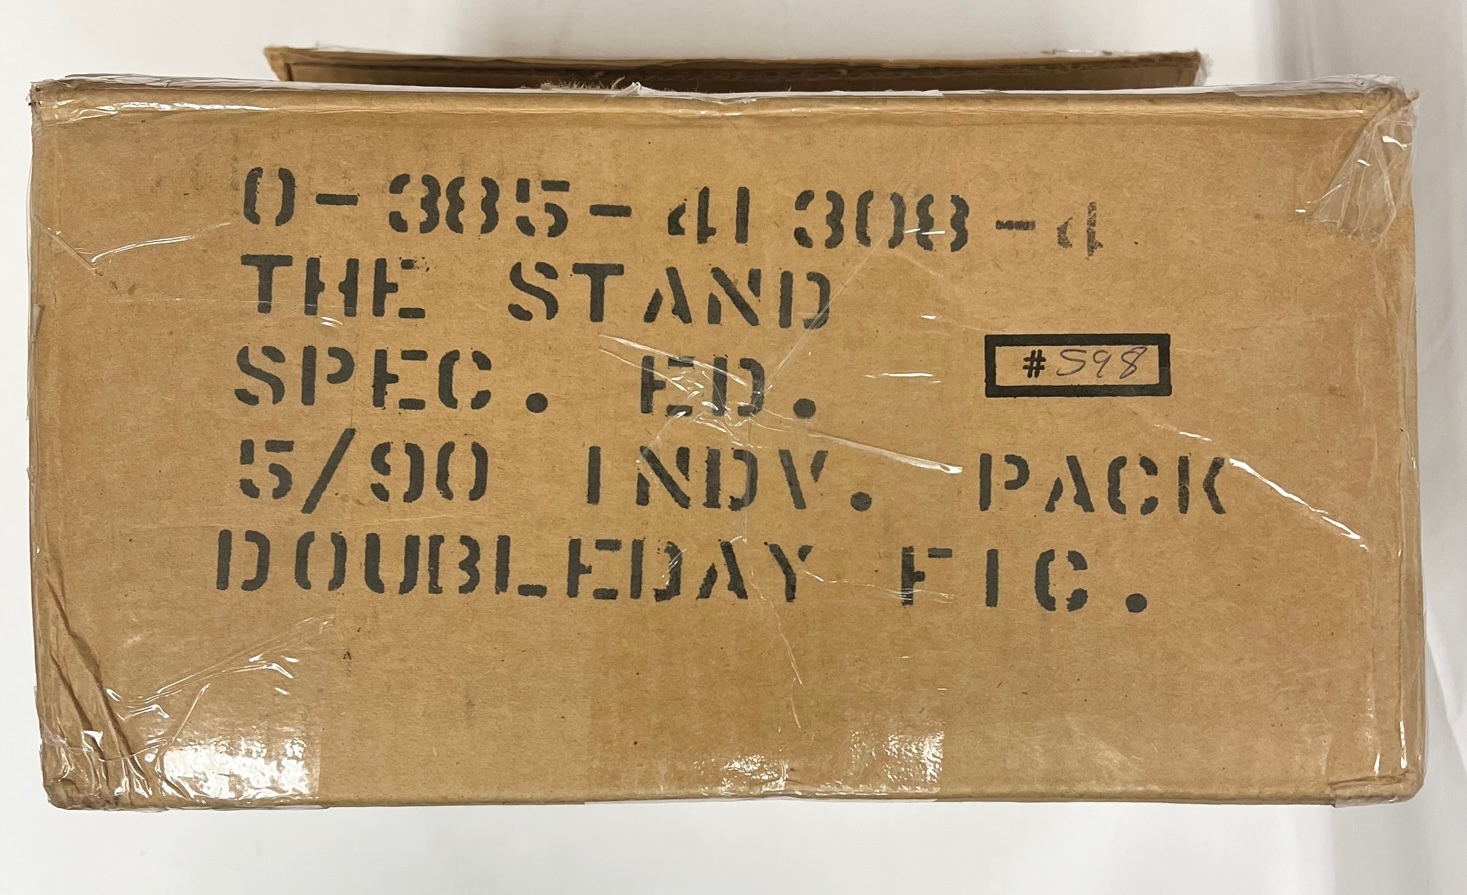 0-385-41308-4
THE STAND
SPEC. ED.
#598
5/90 INDV. PACK
DOUBLEDAY FIC.